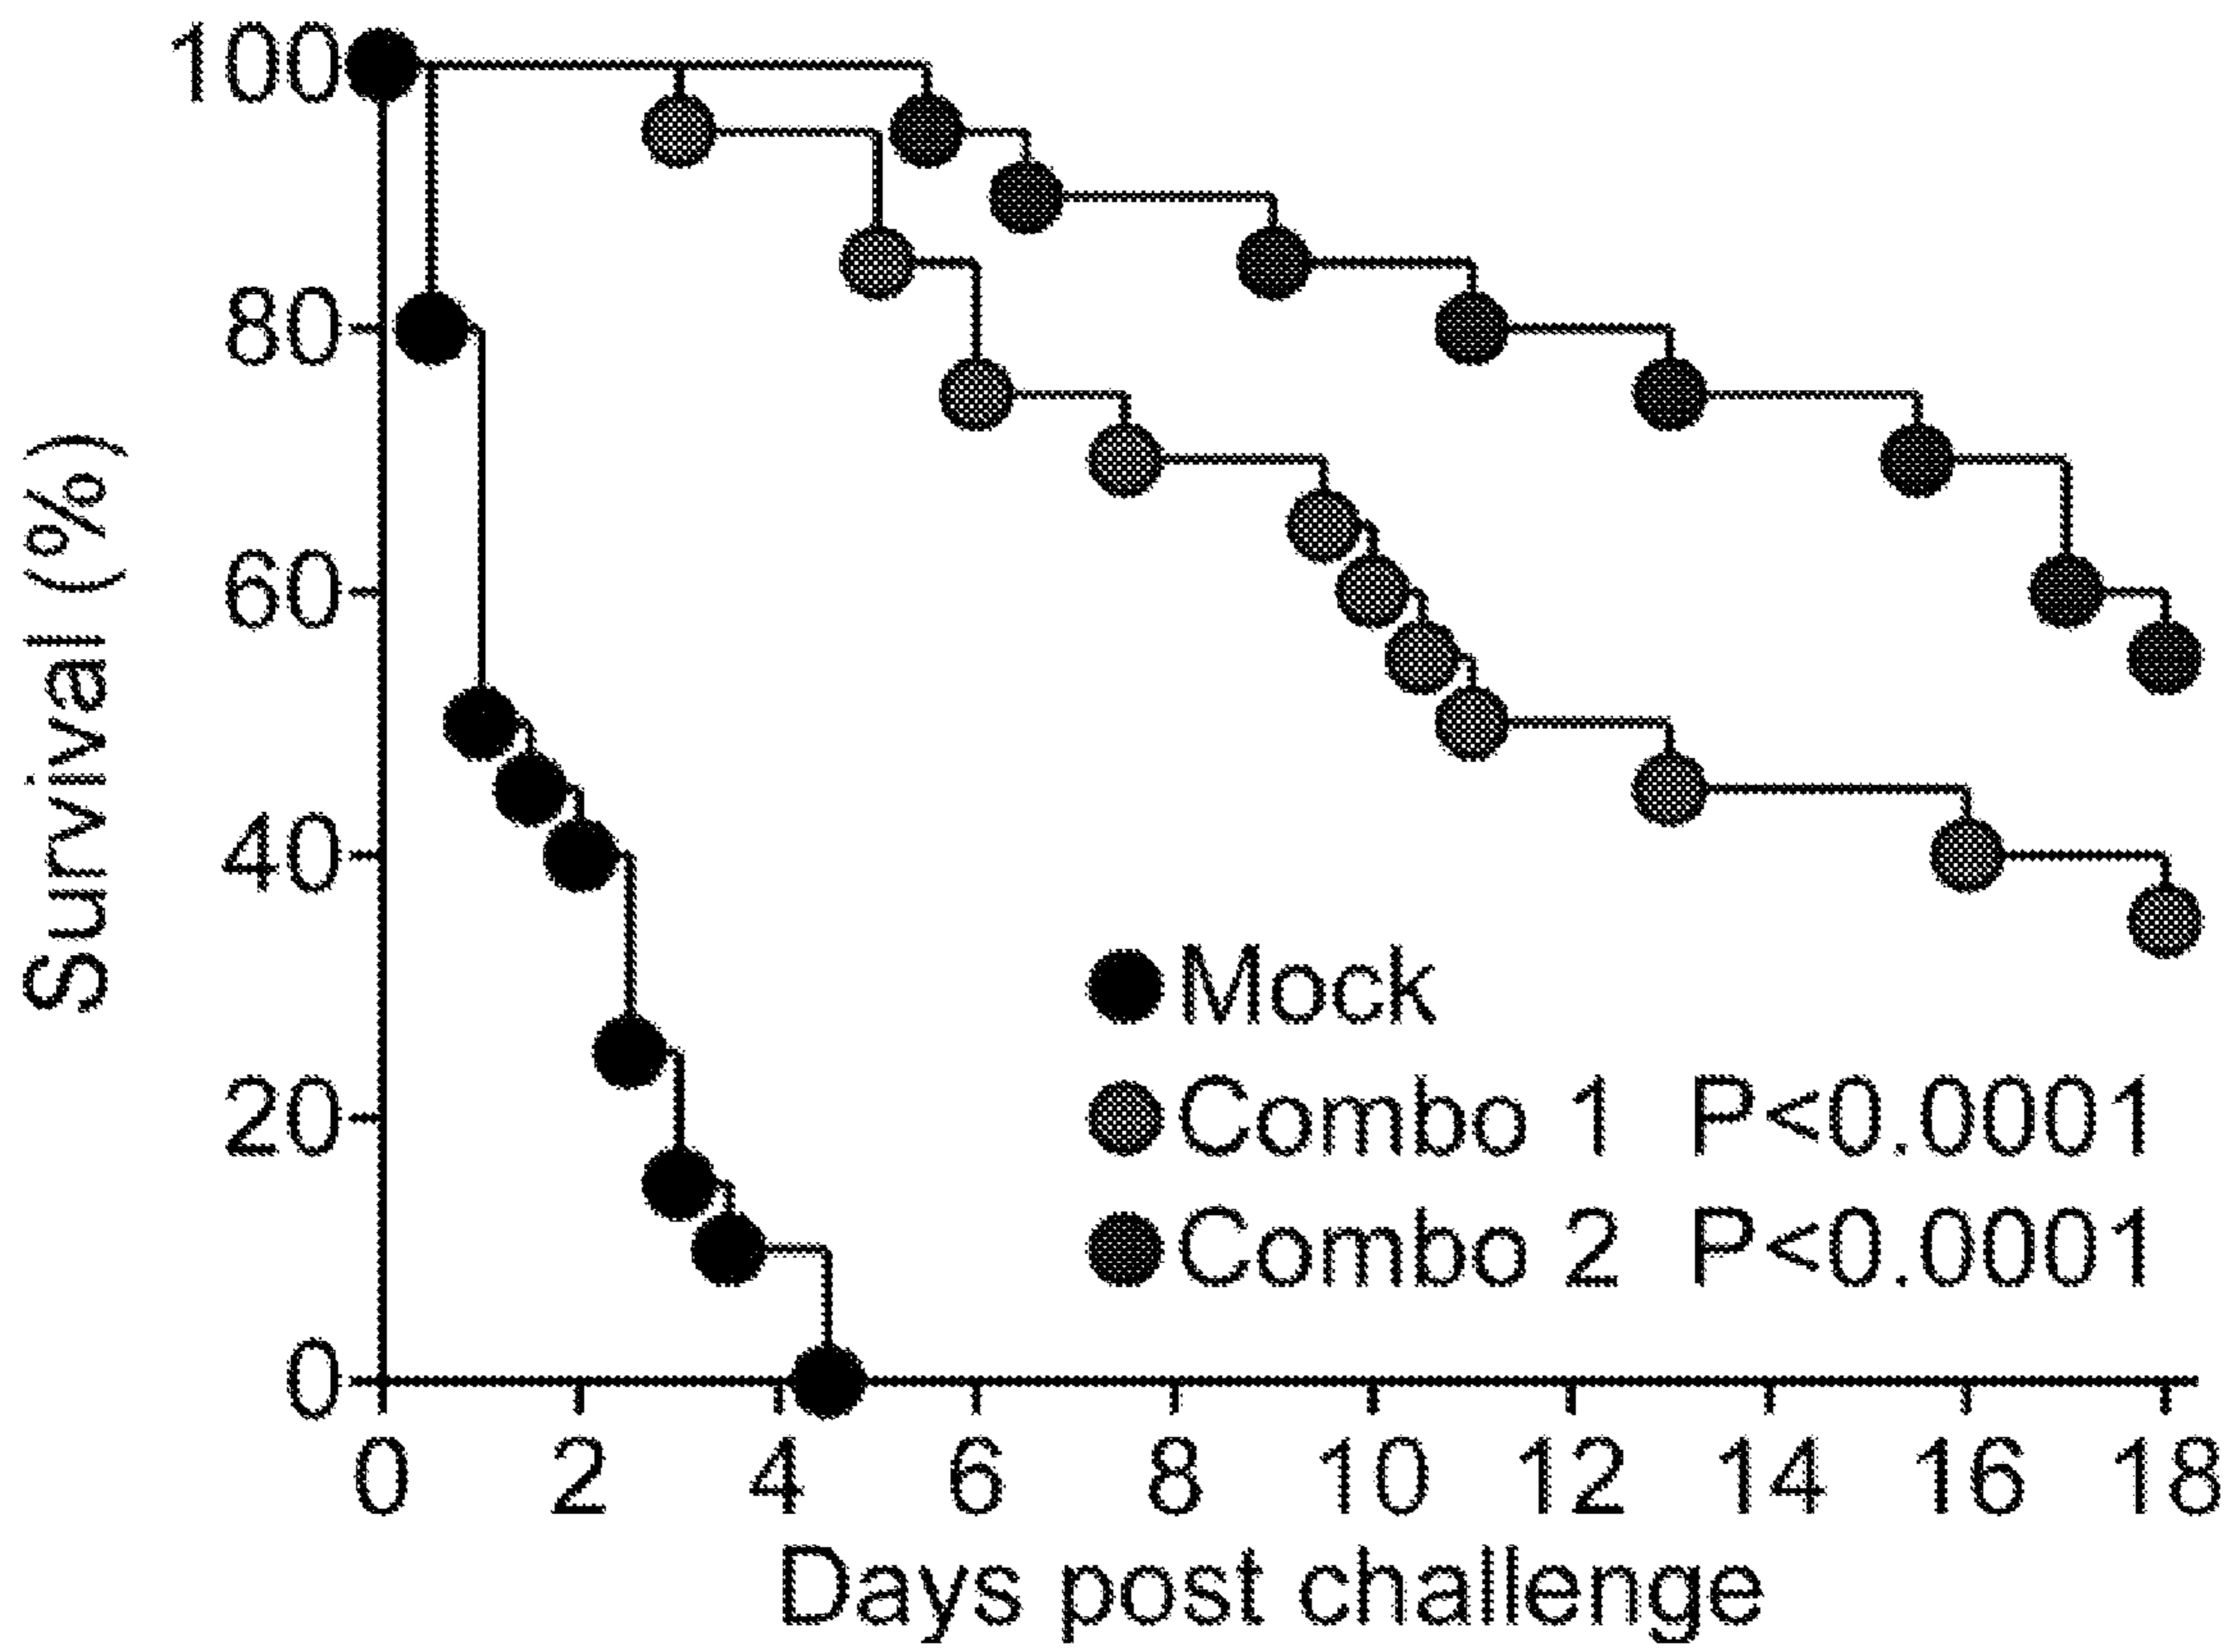 Survival (%)
100
80
60
40
20
0
Mock
Combo 1 P<0.0001
Combo 2 P<0.0001
0 2 4 6 8 10 12 14 16 18
Days post challenge